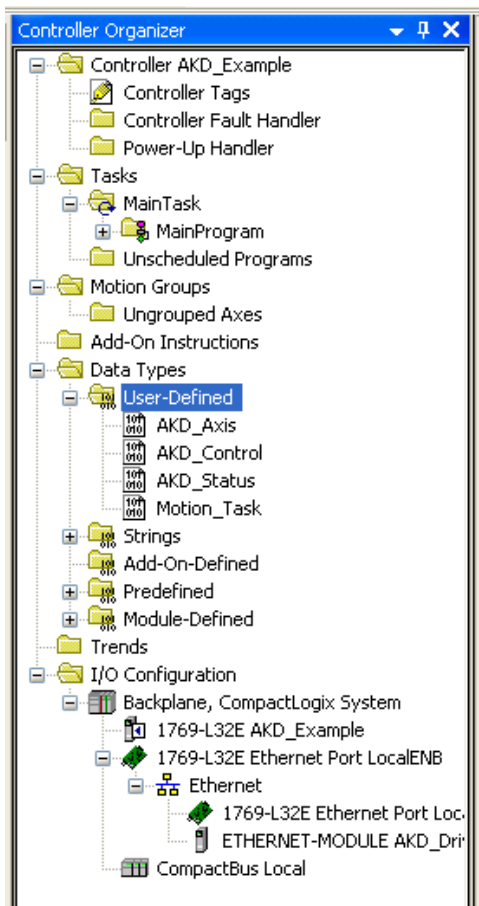 Controller Organizer
Controller AKD_Example
Controller Tags
Controller Fault Handler
Power-Up Handler
Tasks
MainTask
MainProgram
Unscheduled Programs
Motion Groups
Ungrouped Axes
Add-On Instructions
Data Types
User-Defined
AKD_Axis
AKD_Control
AKD_Status
Motion_Task
Strings
Add-On-Defined
Predefined
Module-Defined
Trends
I/O Configuration
Backplane, CompactLogix System
1769-L32E AKD_Example
1769-L32E Ethernet Port LocalENB
Ethernet
1769-L32E Ethernet Port Loc
ETHERNET-MODULE AKD_Dri
CompactBus Local